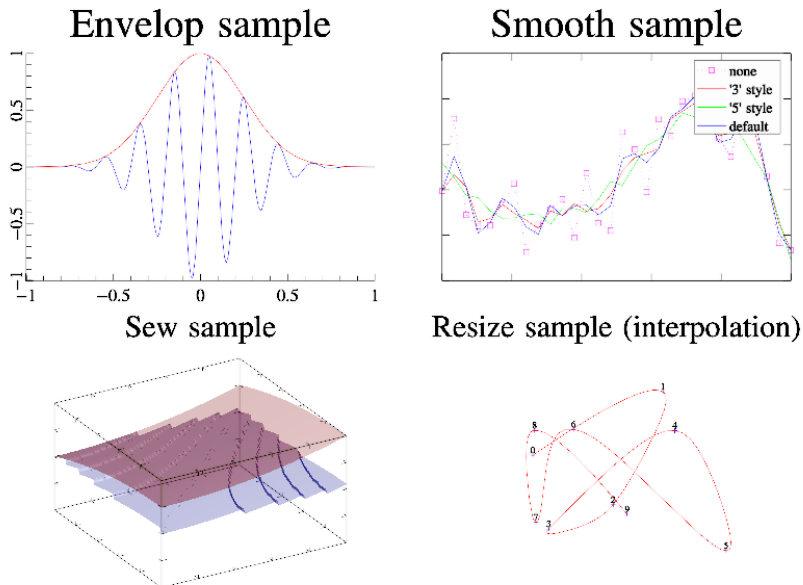 Envelop sample
1
0.5
0
−0.5
−1
−1
−0.5
0
0.5
1
Smooth sample
none
'3' style
'5' style
default
Sew sample
Resize sample (interpolation)
1
8
6
4
0
2
9
7
3
5